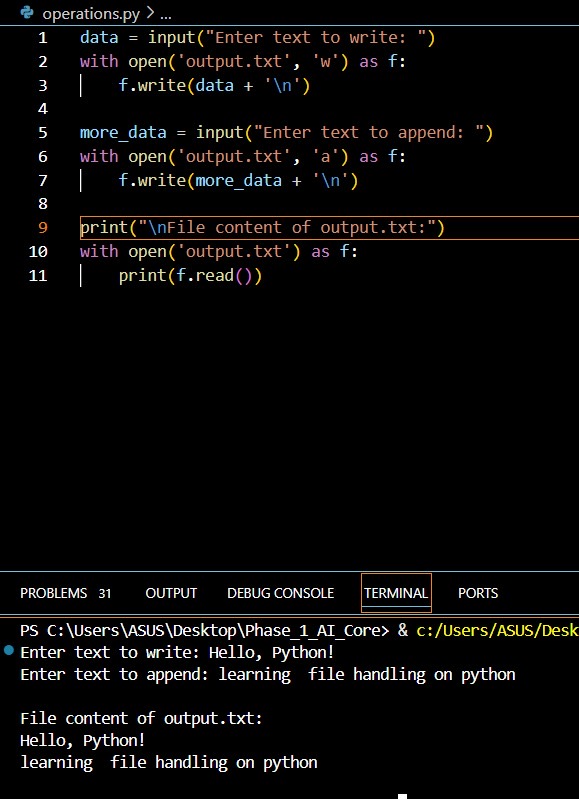 operations.py > ...
1 data = input("Enter text to write: ")
2 with open('output.txt', 'w') as f:
3     f.write(data + '\n')
4
5 more_data = input("Enter text to append: ")
6 with open('output.txt', 'a') as f:
7     f.write(more_data + '\n')
8
9 print("\nFile content of output.txt:")
10 with open('output.txt') as f:
11     print(f.read())
PROBLEMS 31 OUTPUT DEBUG CONSOLE TERMINAL PORTS
PS C:\Users\ASUS\Desktop\Phase_1_AI_Core> & c:/Users/ASUS/Desk
Enter text to write: Hello, Python!
Enter text to append: learning  file handling on python

File content of output.txt:
Hello, Python!
learning  file handling on python